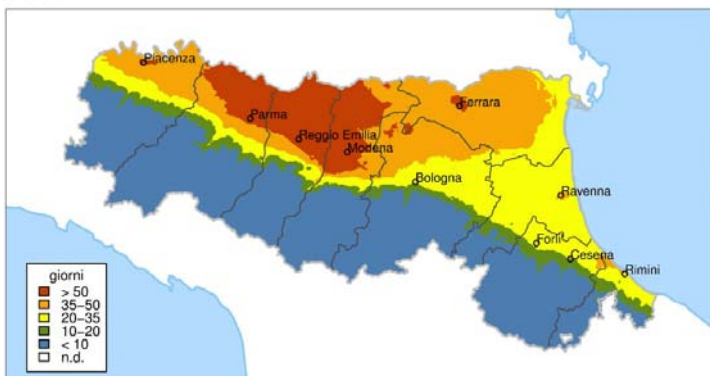 Piacenza
Parma
Reggio Emilia
Modena
Ferrara
Bologna
Ravenna
Forlì
Cesena
Rimini
giorni
> 50
35–50
20–35
10–20
< 10
n.d.